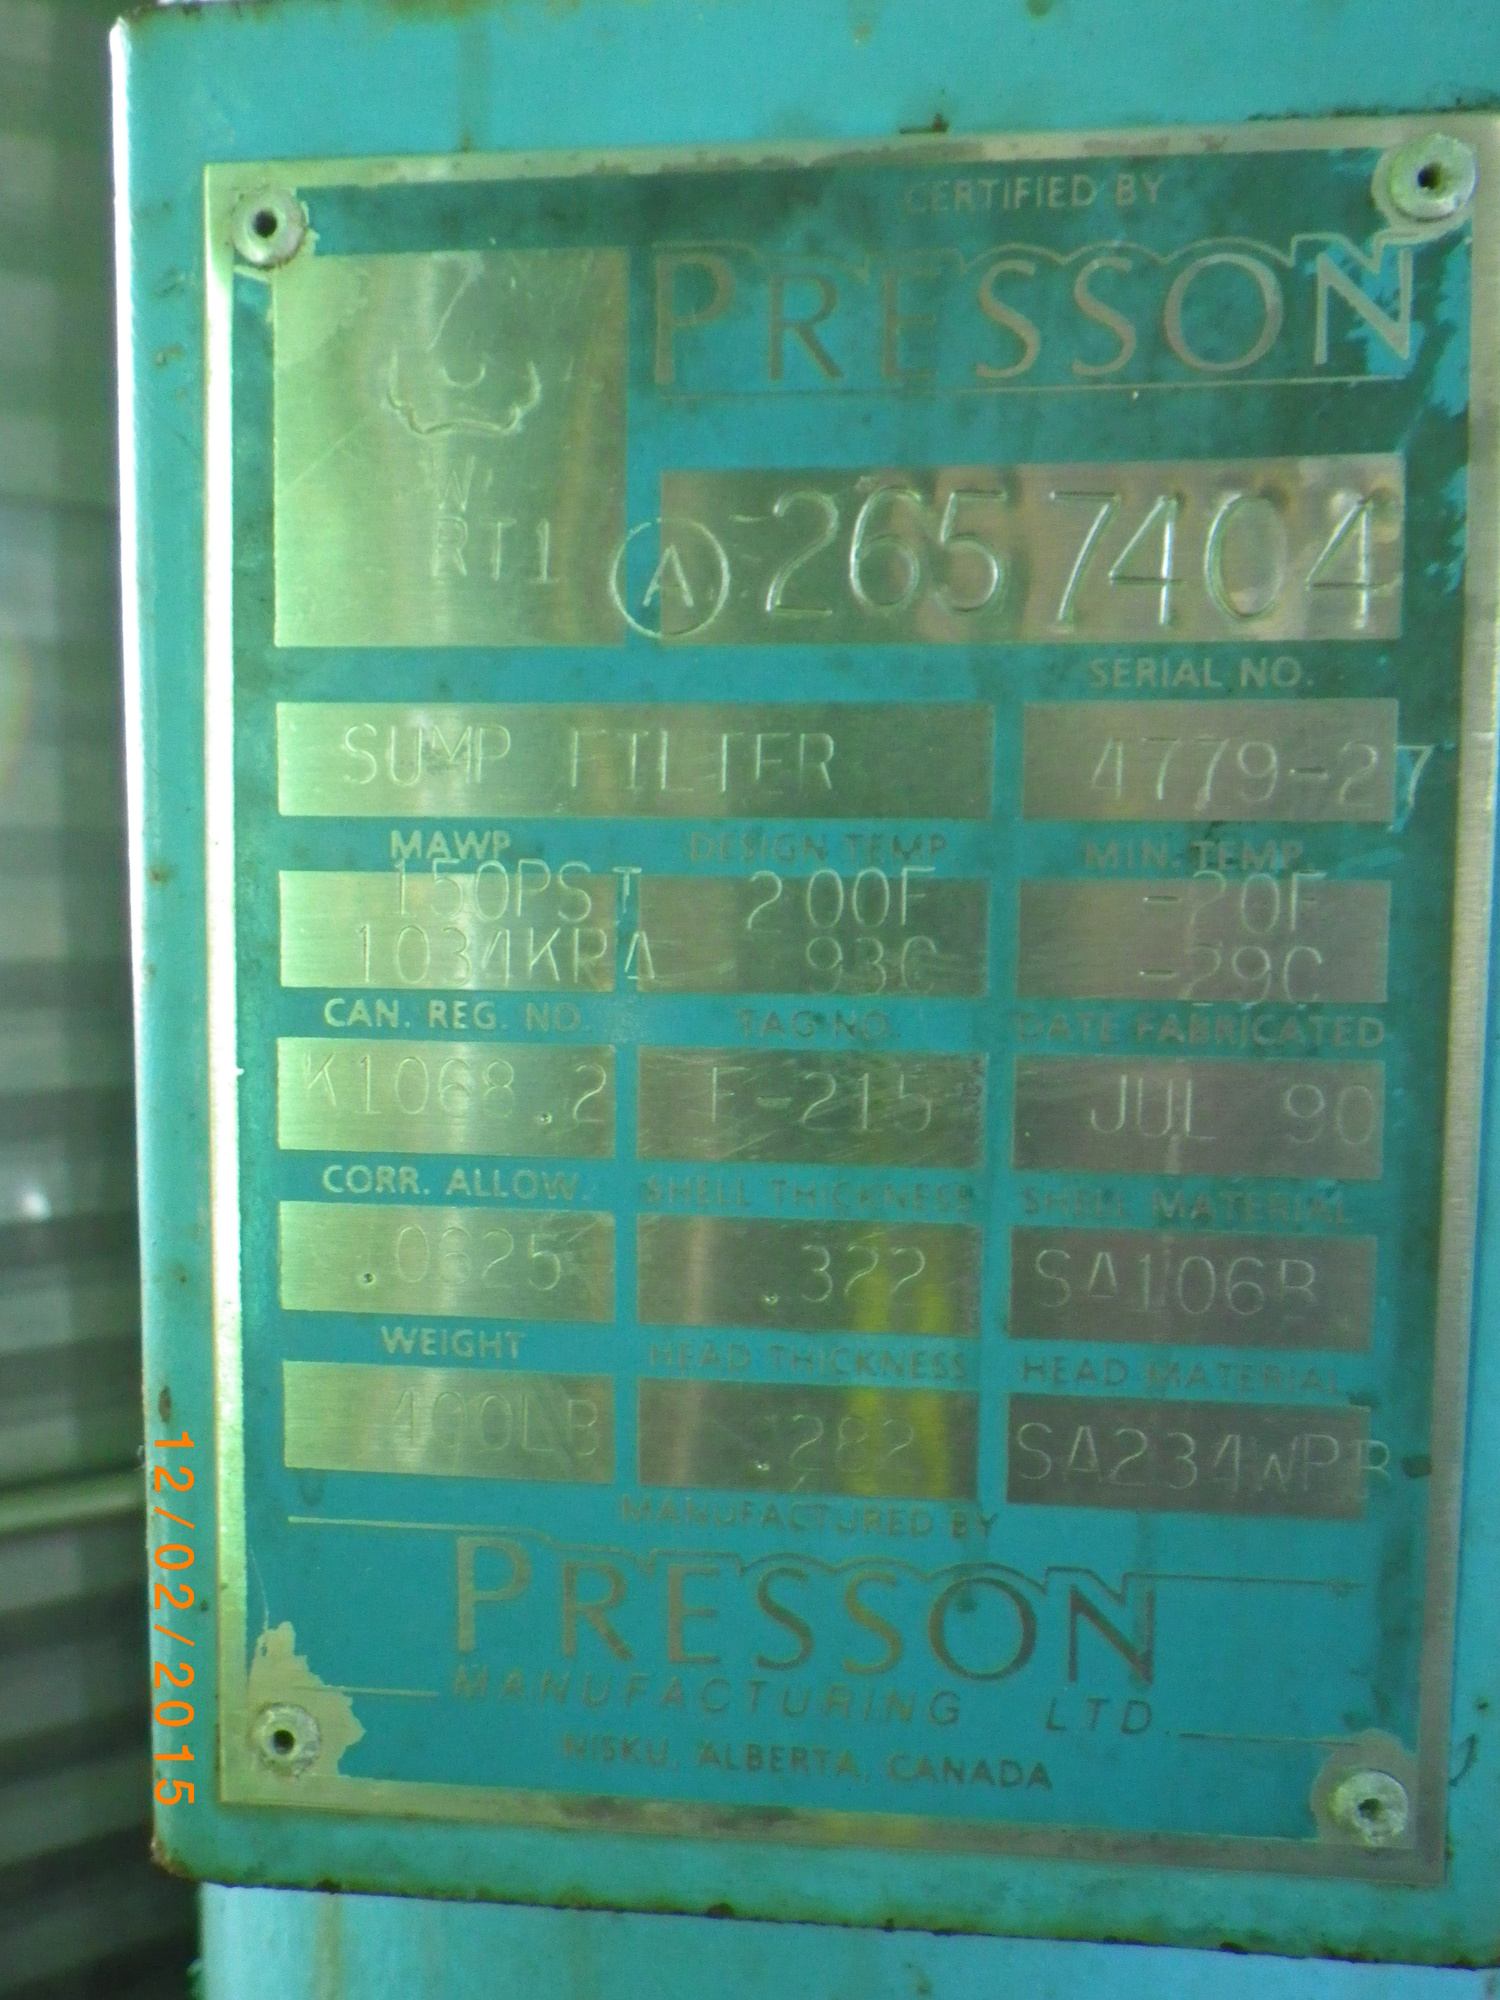 CERTIFIED BY
PRESSON
W
RT1
A -2657404
SERIAL NO.
SUMP FILTER 4779-27
MAWP DESIGN TEMP. MIN. TEMP.
150PSI 200F -20F
1034KPA 93C -29C
CAN. REG. NO. TAG NO. DATE FABRICATED
K1068.2 F-215 JUL 90
CORR. ALLOW. SHELL THICKNESS SHELL MATERIAL
.0625 .322 SA106B
WEIGHT HEAD THICKNESS HEAD MATERIAL
400LB .282 SA234WPB
MANUFACTURED BY
PRESSON
MANUFACTURING LTD.
NISKU, ALBERTA, CANADA
12/02/2015